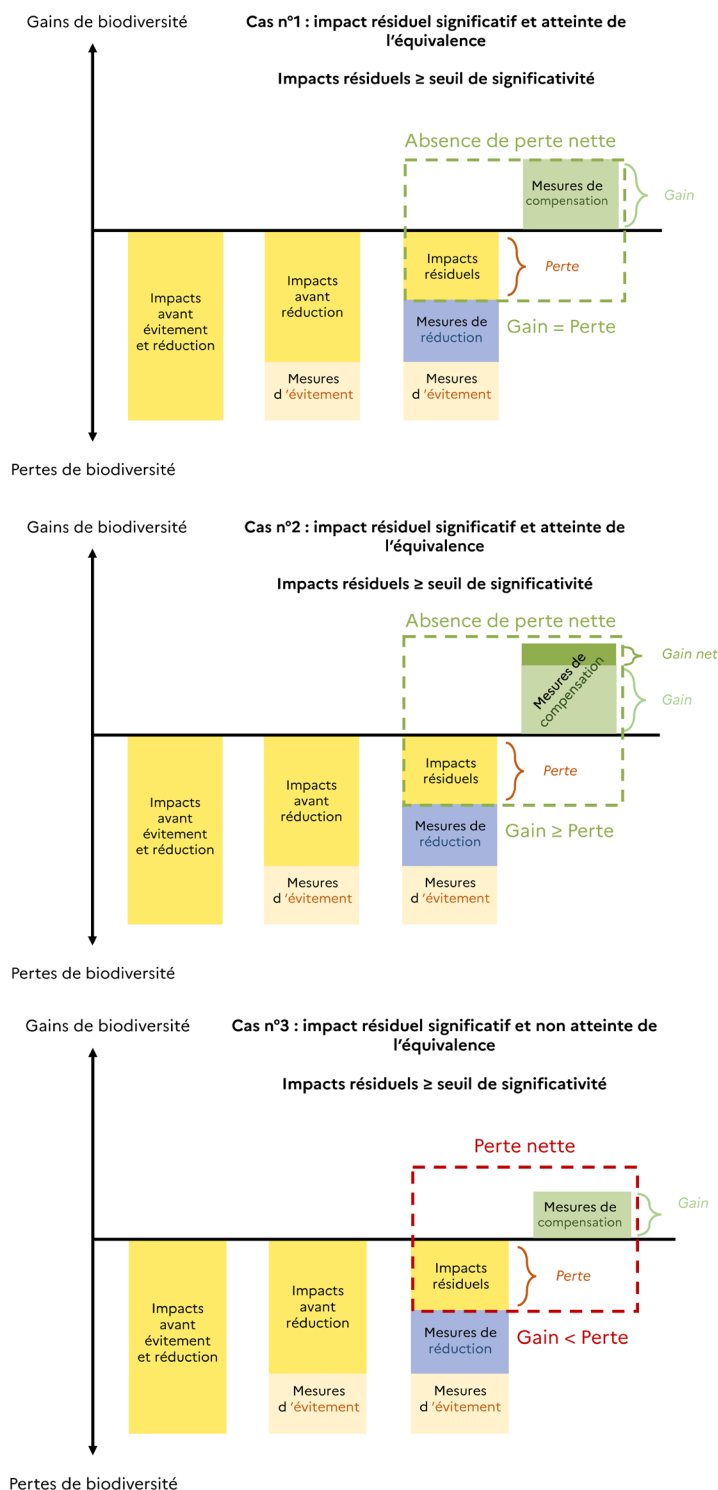 Gains de biodiversité
Cas n°1 : impact résiduel significatif et atteinte de
l'équivalence
Impacts résiduels ≥ seuil de significativité
Absence de perte nette
Mesures de
compensation
Gain
Impacts
avant
évitement
et réduction
Impacts
avant
réduction
Impacts
résiduels
Perte
Mesures de
réduction
Gain = Perte
Mesures
d 'évitement
Mesures
d 'évitement
Pertes de biodiversité
Gains de biodiversité
Cas n°2 : impact résiduel significatif et atteinte de
l'équivalence
Impacts résiduels ≥ seuil de significativité
Absence de perte nette
Mesures de
compensation
Gain net
Gain
Impacts
avant
évitement
et réduction
Impacts
avant
réduction
Impacts
résiduels
Perte
Mesures de
réduction
Gain ≥ Perte
Mesures
d 'évitement
Mesures
d 'évitement
Pertes de biodiversité
Gains de biodiversité
Cas n°3 : impact résiduel significatif et non atteinte de
l'équivalence
Impacts résiduels ≥ seuil de significativité
Perte nette
Mesures de
compensation
Gain
Impacts
avant
évitement
et réduction
Impacts
avant
réduction
Impacts
résiduels
Perte
Mesures de
réduction
Gain < Perte
Mesures
d 'évitement
Mesures
d 'évitement
Pertes de biodiversité